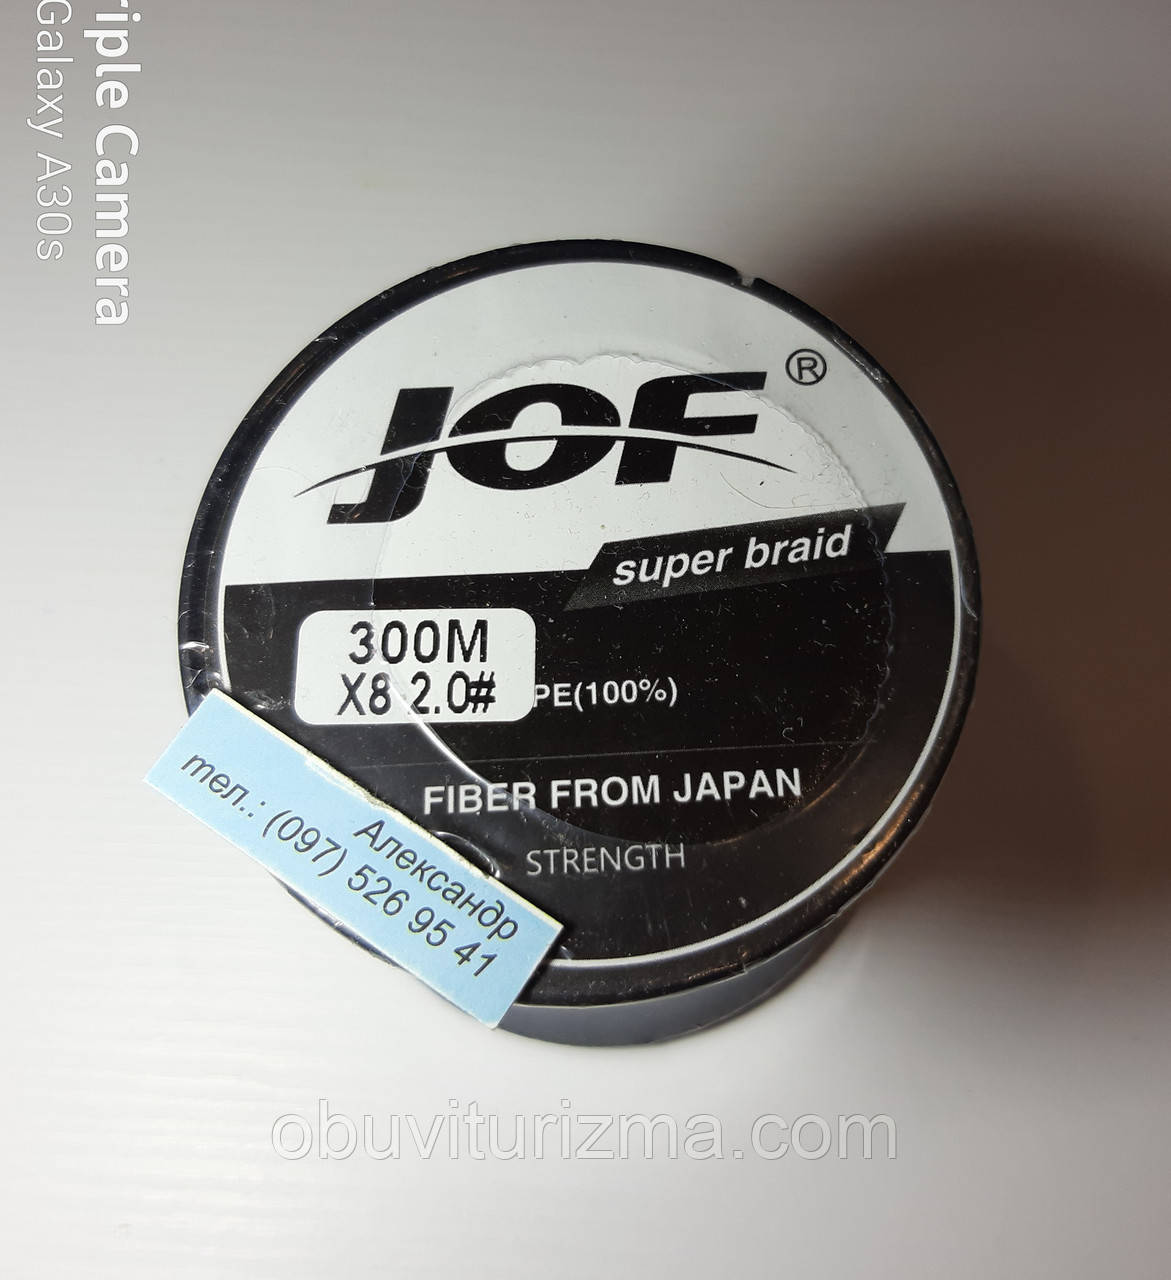 riple Camera
Galaxy A30s
JOF®
super braid
300M
X8 2.0#
PE(100%)
FIBER FROM JAPAN
STRENGTH
Александр
тел.: (097) 526 95 41
obuviturizma.com